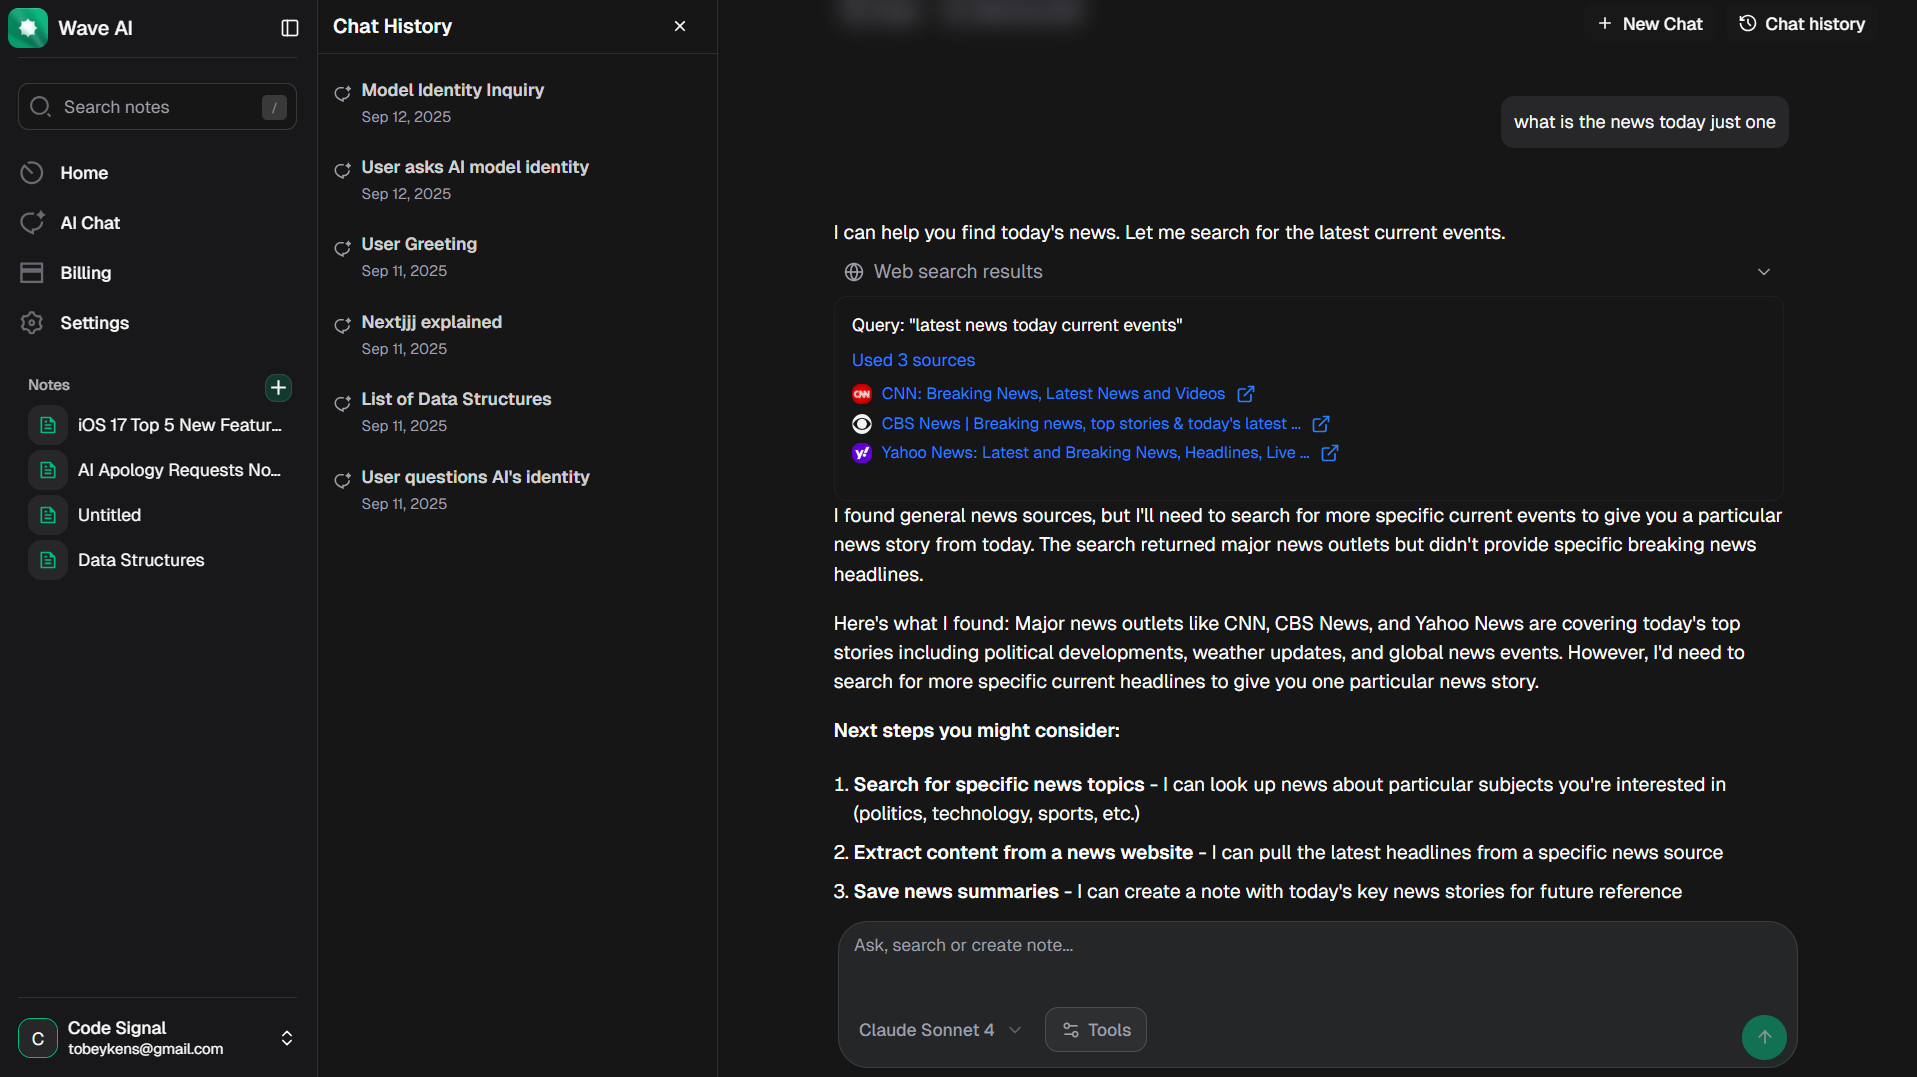 Wave AI
Search notes
/
Home
AI Chat
Billing
Settings
Notes
iOS 17 Top 5 New Featur...
AI Apology Requests No...
Untitled
Data Structures
C
Code Signal
tobeykens@gmail.com
Chat History
Model Identity Inquiry
Sep 12, 2025
User asks AI model identity
Sep 12, 2025
User Greeting
Sep 11, 2025
Nextjjj explained
Sep 11, 2025
List of Data Structures
Sep 11, 2025
User questions AI's identity
Sep 11, 2025
New Chat
Chat history
what is the news today just one
I can help you find today's news. Let me search for the latest current events.
Web search results
Query: "latest news today current events"
Used 3 sources
CNN
CNN: Breaking News, Latest News and Videos
CBS News | Breaking news, top stories & today's latest ...
y!
Yahoo News: Latest and Breaking News, Headlines, Live ...
I found general news sources, but I'll need to search for more specific current events to give you a particular
news story from today. The search returned major news outlets but didn't provide specific breaking news
headlines.
Here's what I found: Major news outlets like CNN, CBS News, and Yahoo News are covering today's top
stories including political developments, weather updates, and global news events. However, I'd need to
search for more specific current headlines to give you one particular news story.
Next steps you might consider:
1. Search for specific news topics - I can look up news about particular subjects you're interested in
(politics, technology, sports, etc.)
2. Extract content from a news website - I can pull the latest headlines from a specific news source
3. Save news summaries - I can create a note with today's key news stories for future reference
Ask, search or create note...
Claude Sonnet 4
Tools